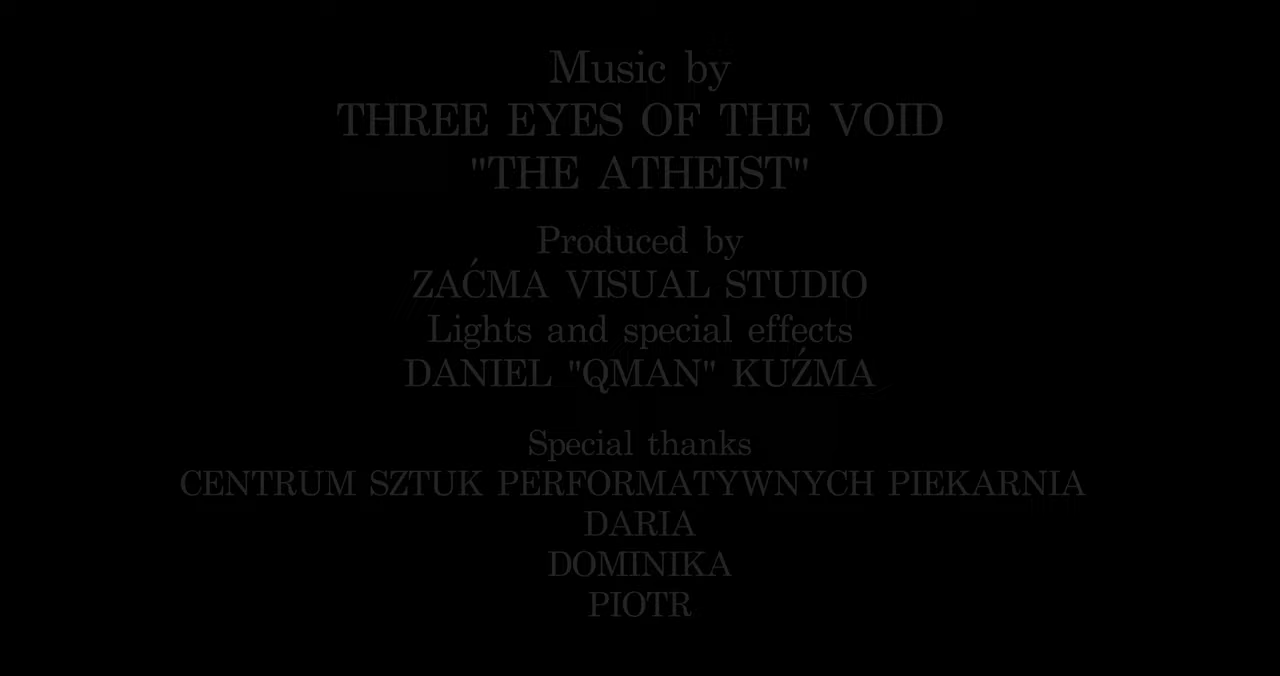 Music by
THREE EYES OF THE VOID
"THE ATHEIST"
Produced by
ZAĆMA VISUAL STUDIO
Lights and special effects
DANIEL "QMAN" KUŹMA
Special thanks
CENTRUM SZTUK PERFORMATYWNYCH PIEKARNIA
DARIA
DOMINIKA
PIOTR